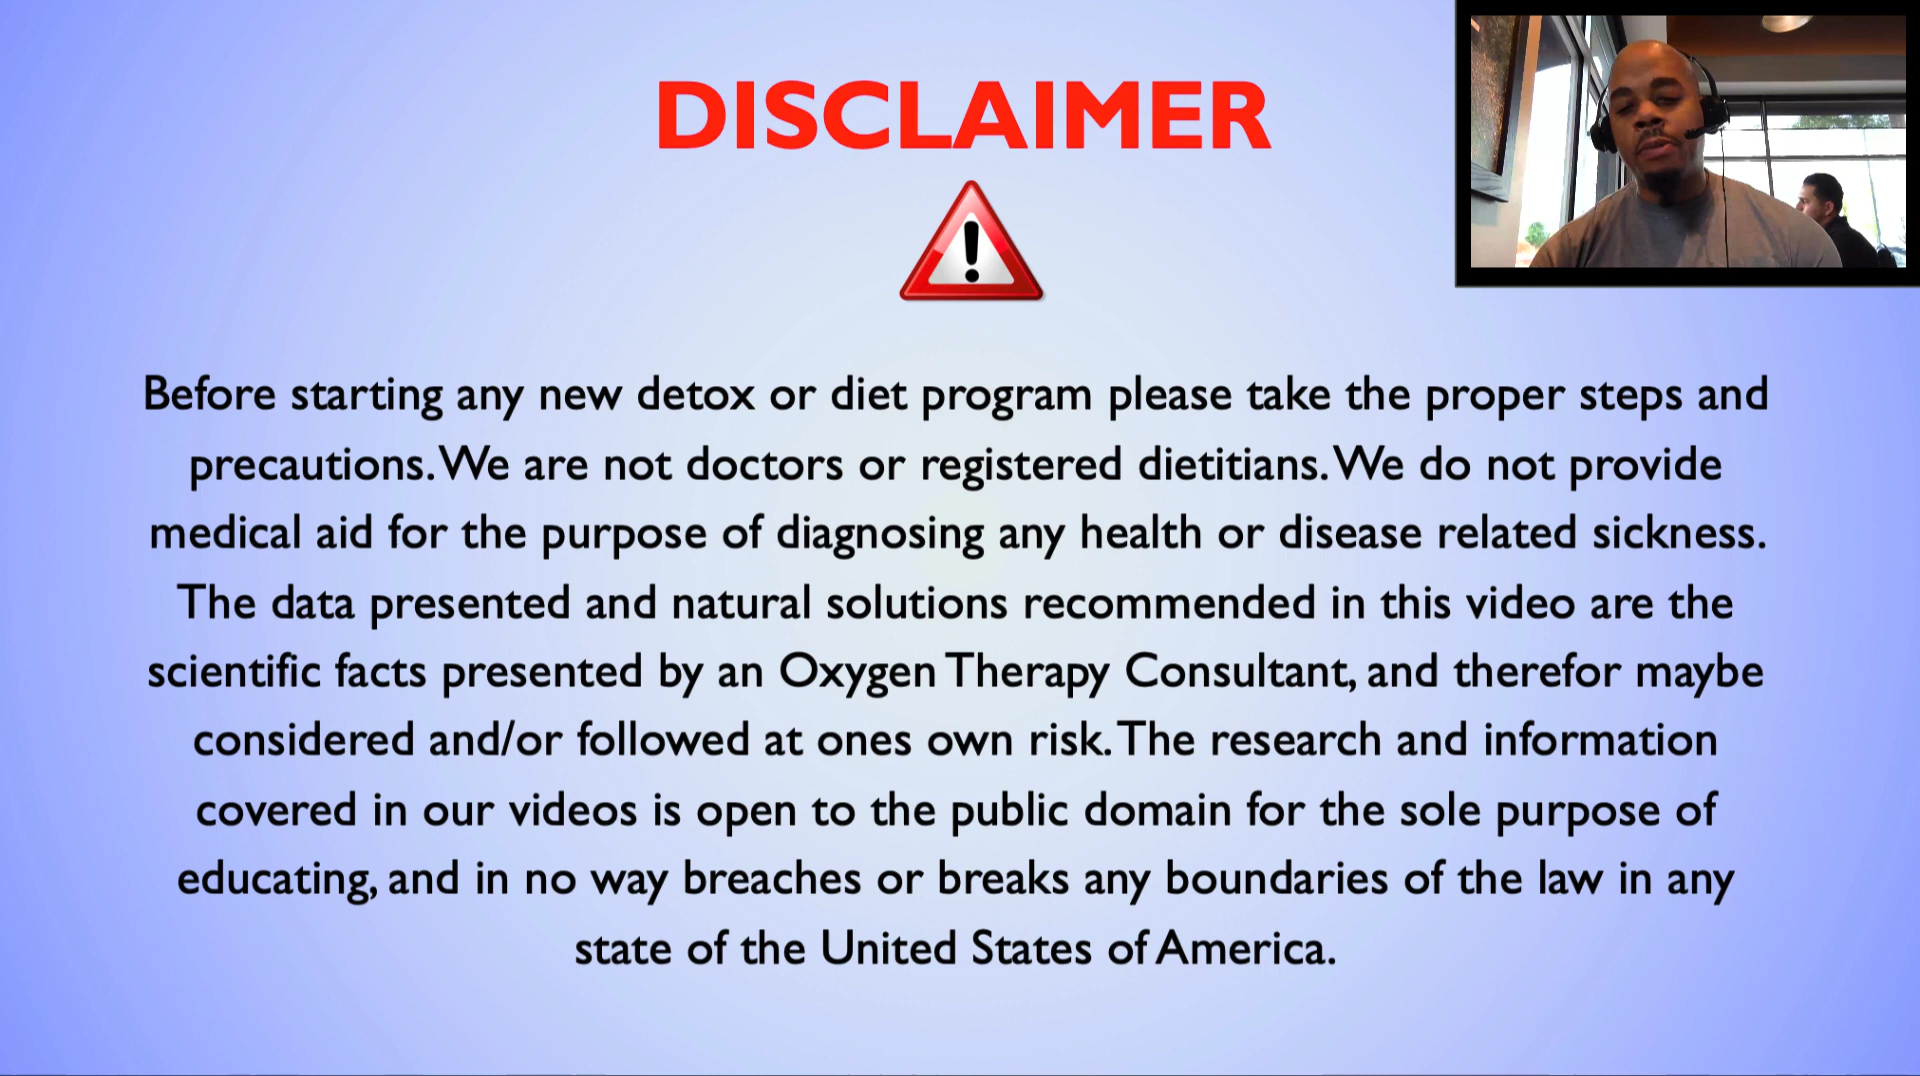 DISCLAIMER
Before starting any new detox or diet program please take the proper steps and
precautions. We are not doctors or registered dietitians. We do not provide
medical aid for the purpose of diagnosing any health or disease related sickness.
The data presented and natural solutions recommended in this video are the
scientific facts presented by an Oxygen Therapy Consultant, and therefor maybe
considered and/or followed at ones own risk. The research and information
covered in our videos is open to the public domain for the sole purpose of
educating, and in no way breaches or breaks any boundaries of the law in any
state of the United States of America.